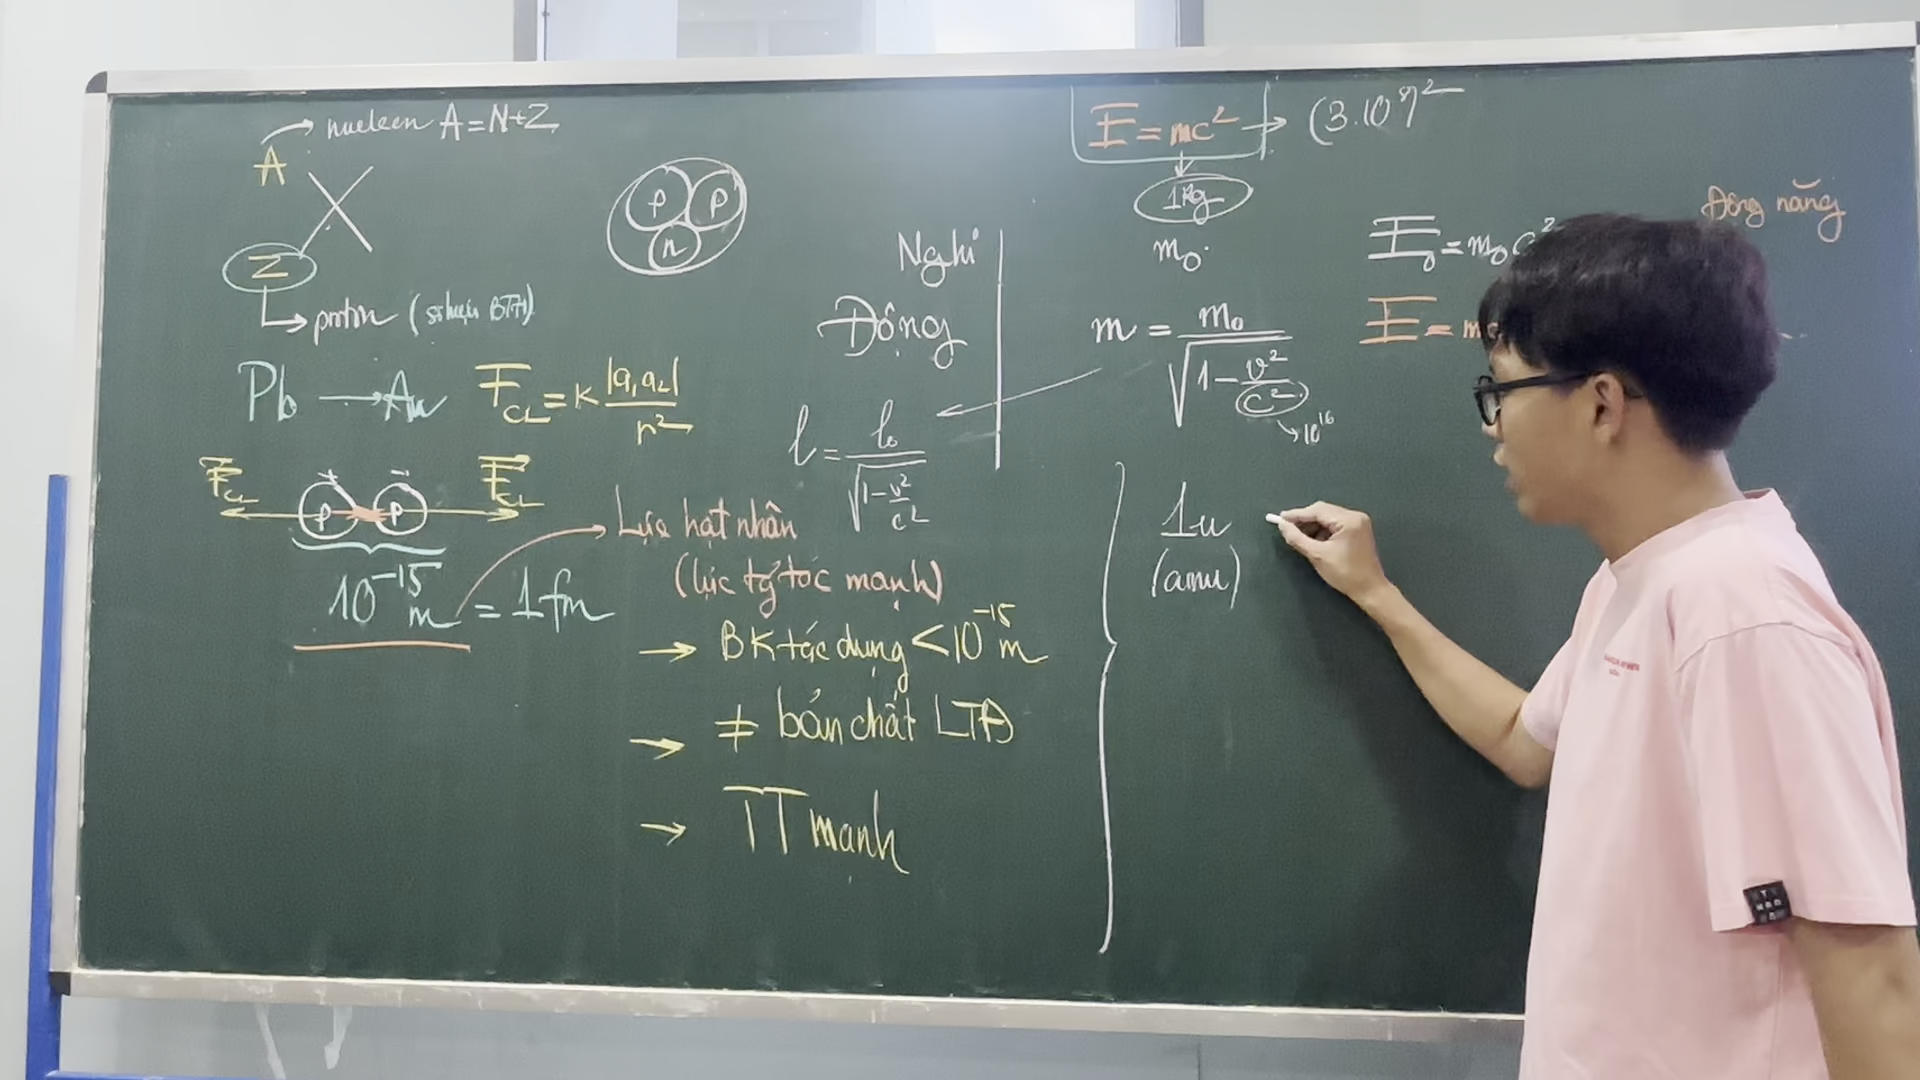 A → nucleon A = N+Z
X
Z
→ proton (số hiệu BTH)
p p
n
Pb → Au
F_CL = k |q₁q₂| / r²
F_CL + + F_CL
p p
10⁻¹⁵ m = 1 fm
Lực hạt nhân
(lực tương tác mạnh)
→ BK tác dụng < 10⁻¹⁵ m
→ ≠ bản chất LTĐ
→ TT mạnh
E = mc² → (3.10⁸)²
1kg
Nghỉ m₀
Động m = m₀ / √(1 - v²/c²)
→ 10¹⁶
l = l₀ / √(1 - v²/c²)
Động năng
E₀ = m₀c²
E = mc
1u
(amu)